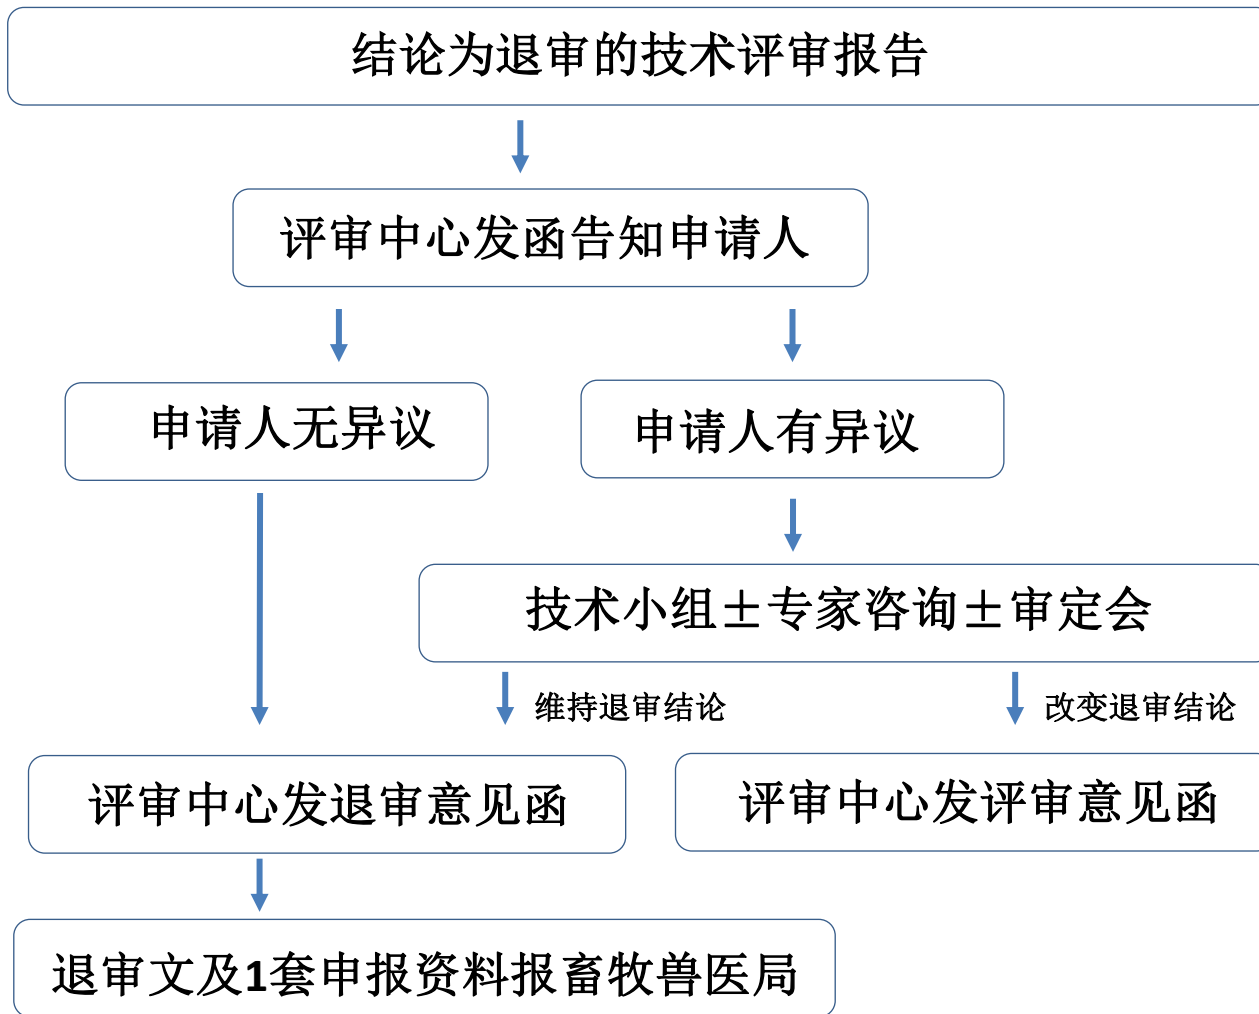 结论为退审的技术评审报告
评审中心发函告知申请人
申请人无异议
申请人有异议
技术小组±专家咨询±审定会
维持退审结论
改变退审结论
评审中心发退审意见函
评审中心发评审意见函
退审文及1套申报资料报畜牧兽医局